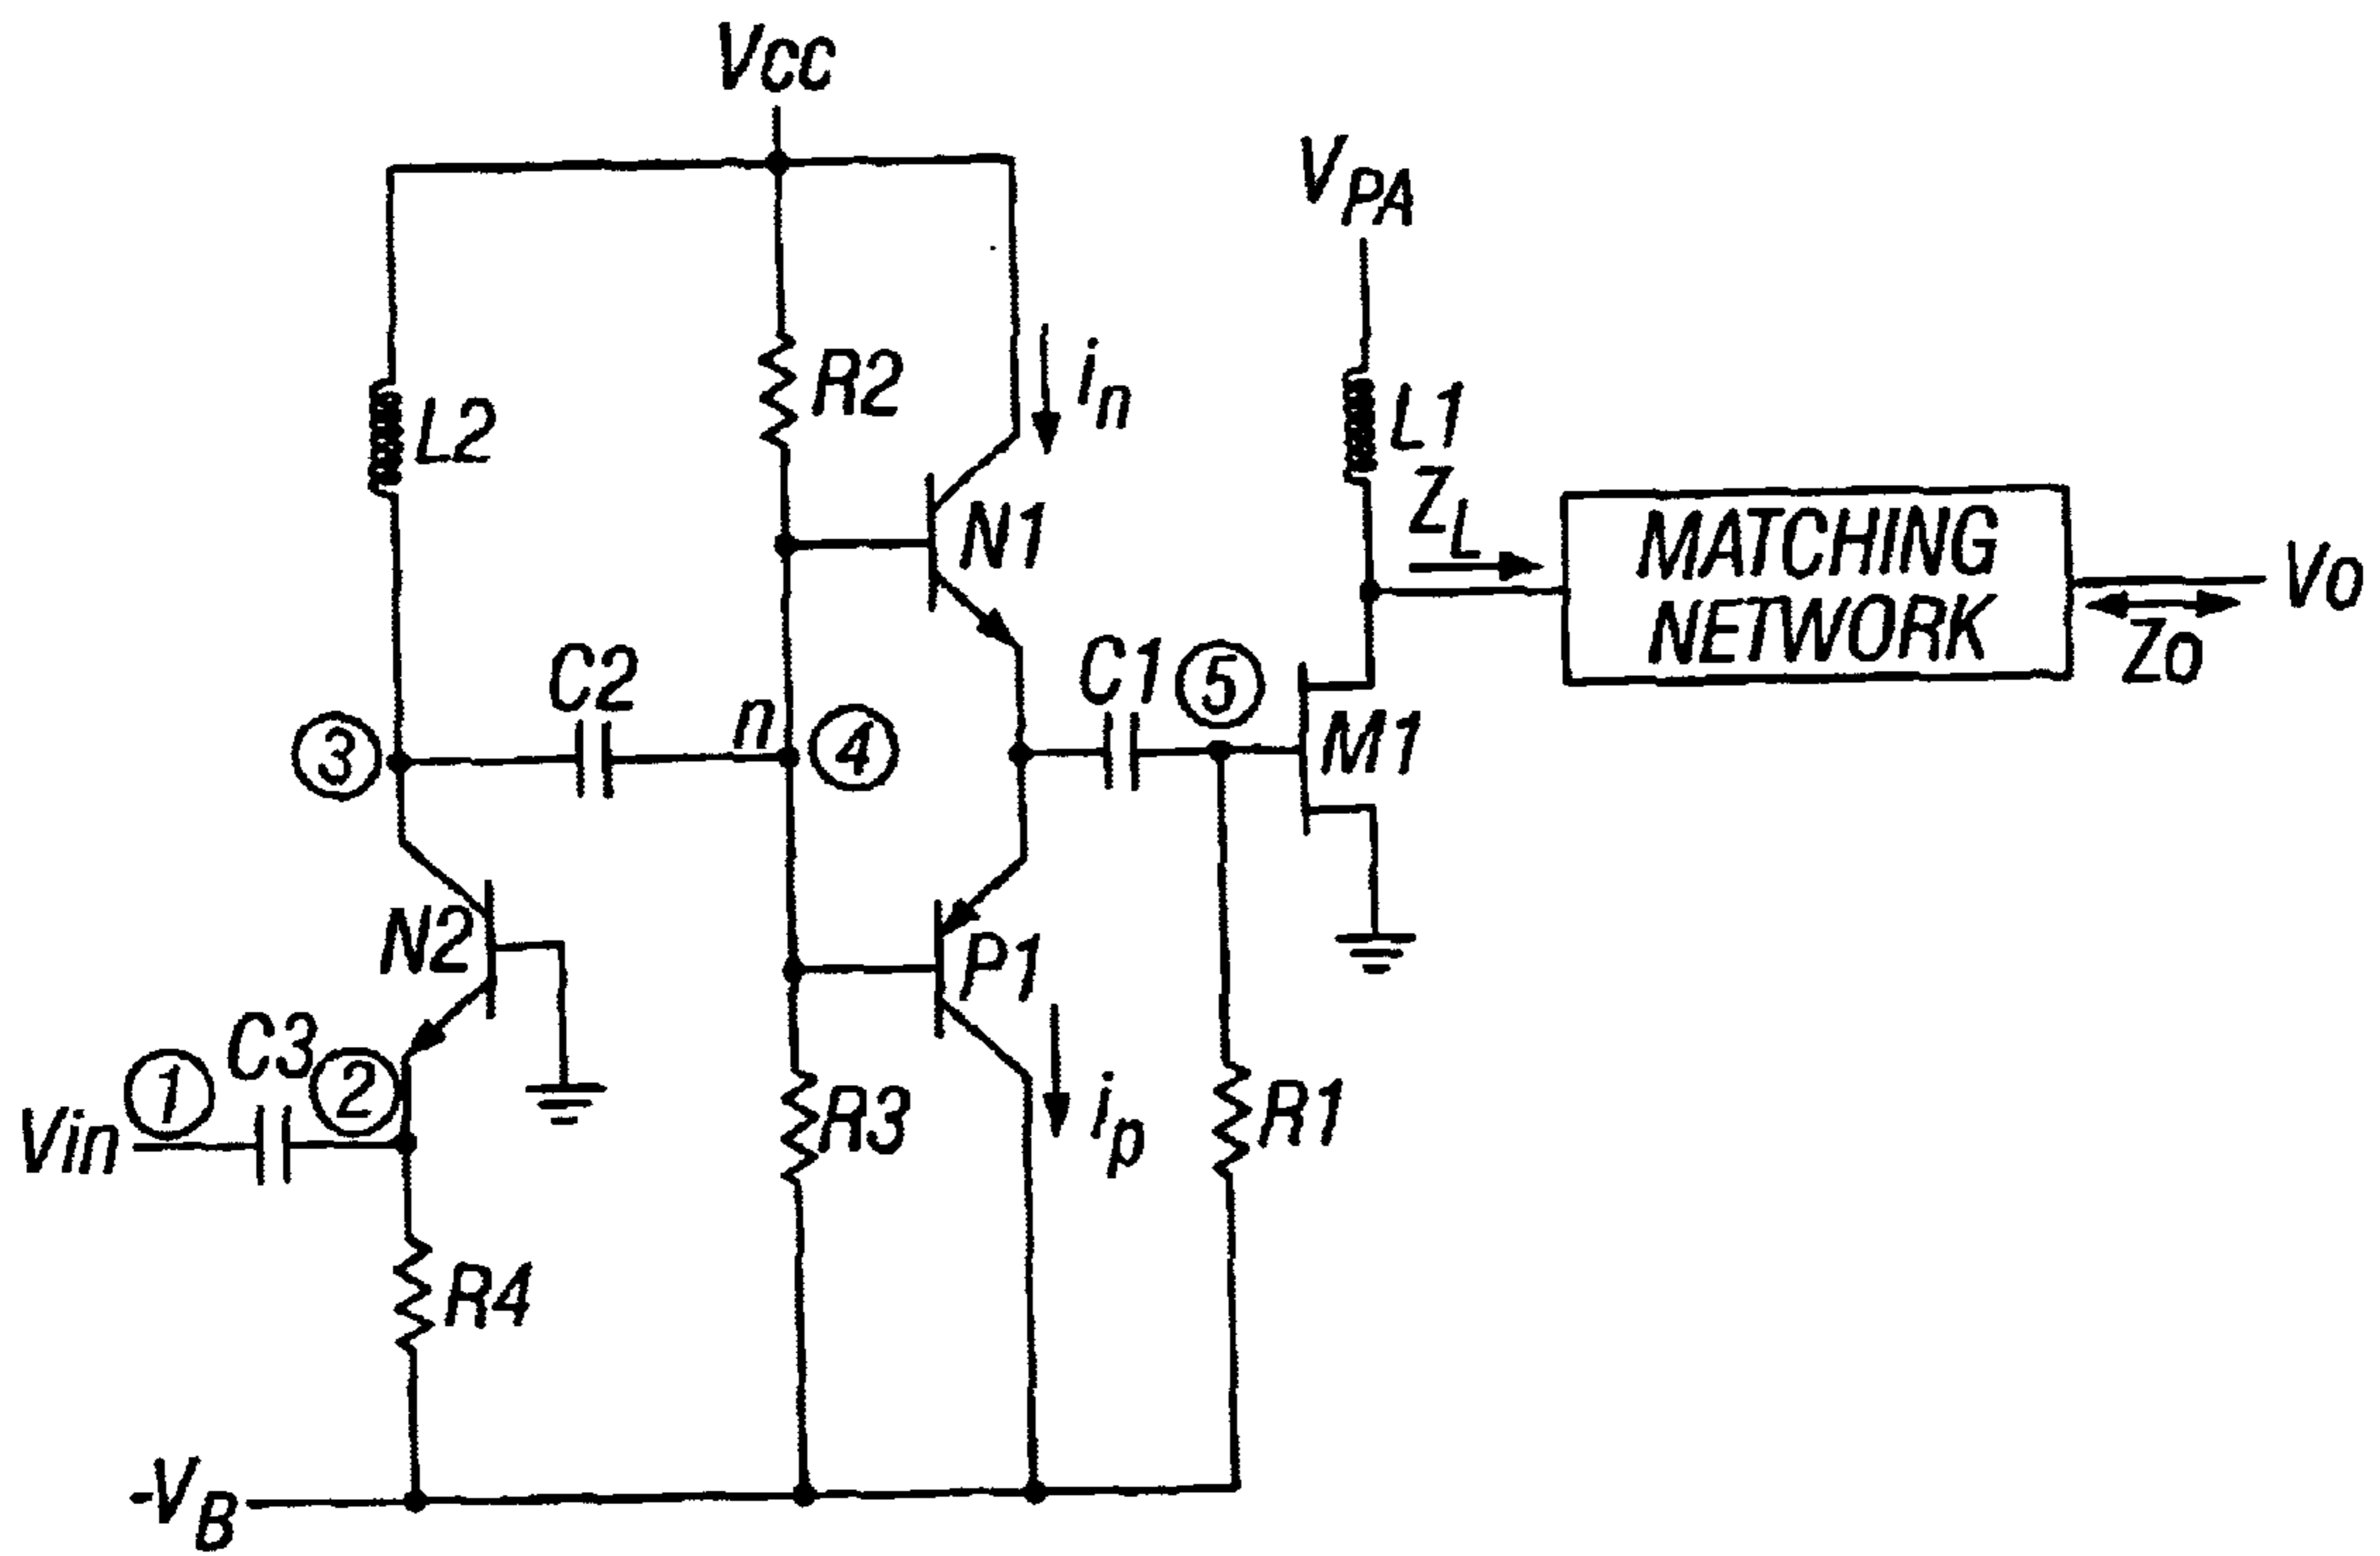 Vcc
VPA
R2
in
L2
L1
ZL
N1
MATCHING
NETWORK
Vo
Zo
C2
C1
5
n
3
4
M1
N2
P1
C3
1
2
R3
ip
R1
Vin
R4
-VB